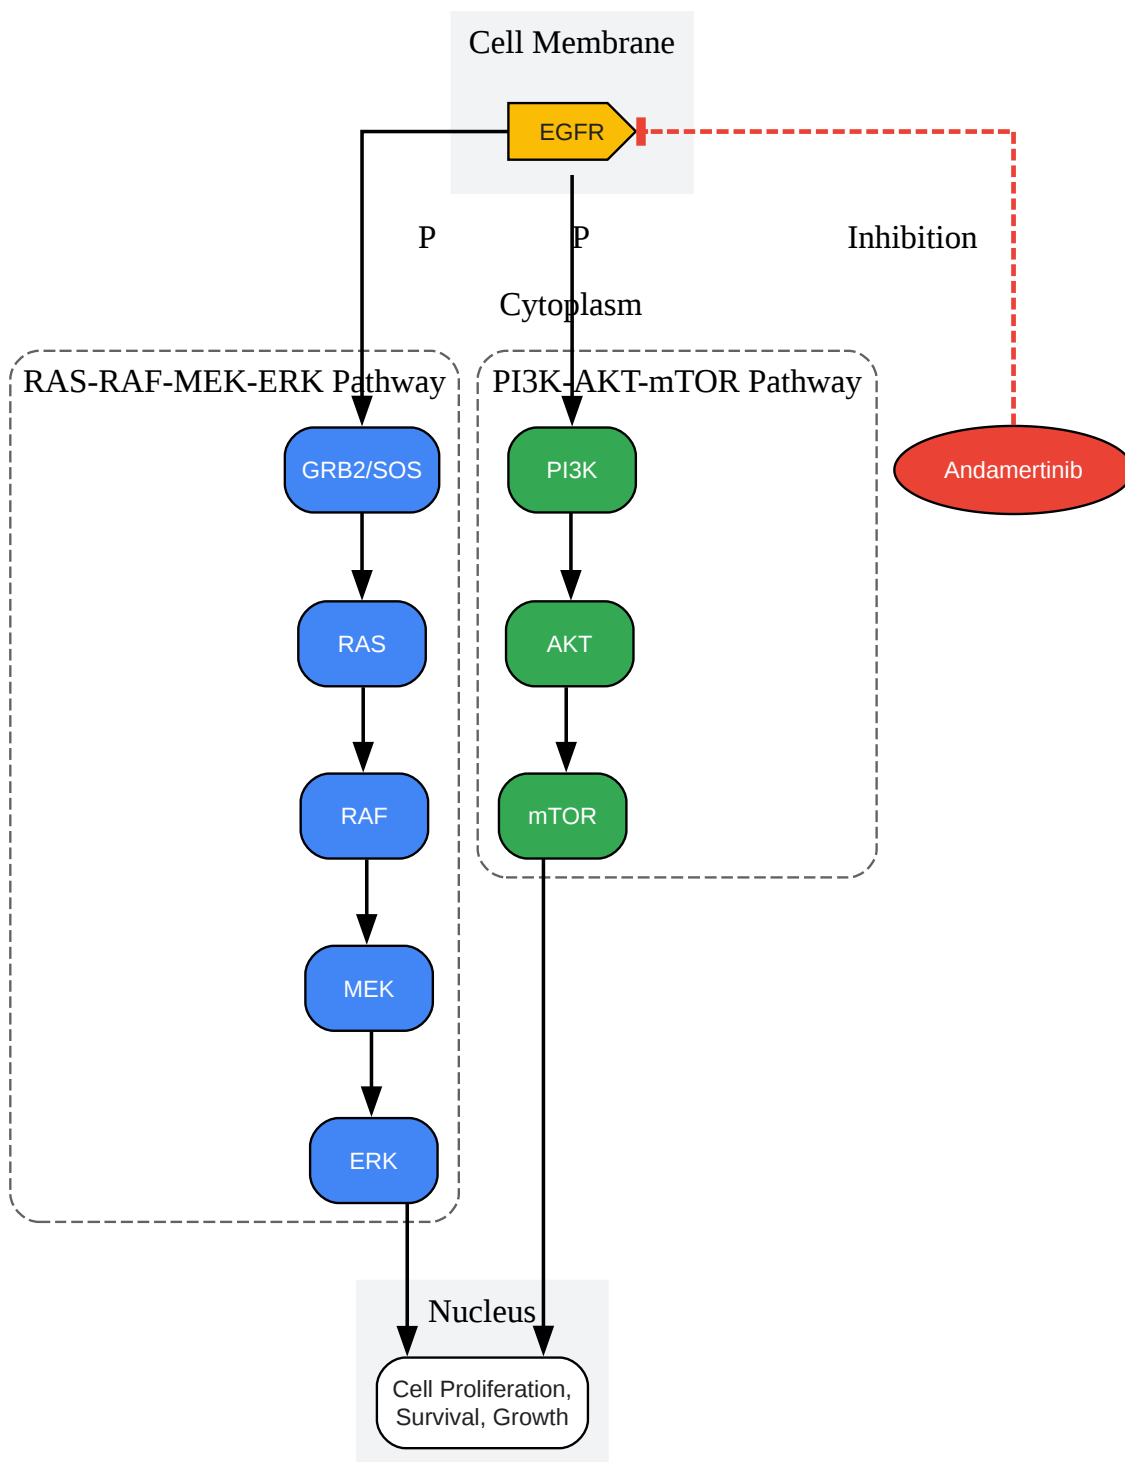 Cell Membrane
EGFR
P
P
Inhibition
Cytoplasm
RAS-RAF-MEK-ERK Pathway
PI3K-AKT-mTOR Pathway
GRB2/SOS
PI3K
Andamertinib
RAS
AKT
RAF
mTOR
MEK
ERK
Nucleus
Cell Proliferation,
Survival, Growth